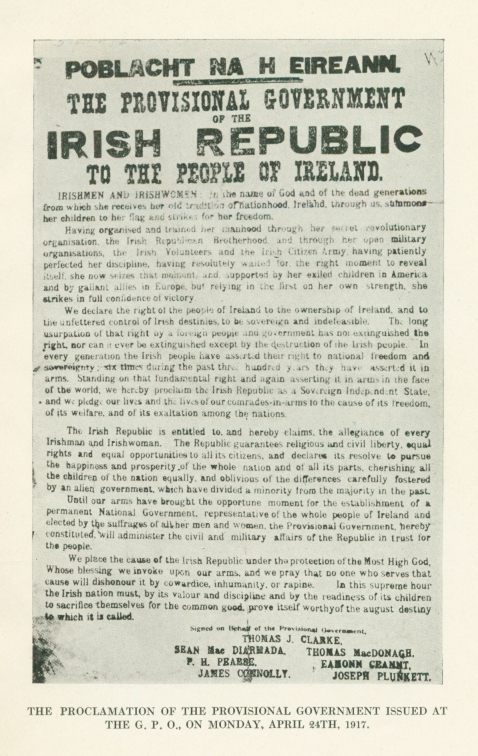 POBLACHT NA H EIREANN.
THE PROVISIONAL GOVERNMENT
OF THE
IRISH REPUBLIC
TO THE PEOPLE OF IRELAND.
IRISHMEN AND IRISHWOMEN In the name of God and of the dead generations
from which she receives her old tradition of nationhood, Ireland, through us, summons
her children to her flag and strikes for her freedom.
Having organised and trained her manhood through her secret revolutionary
organisation, the Irish Republican Brotherhood, and through her open military
organisations, the Irish Volunteers and the Irish Citizen Army, having patiently
perfected her discipline, having resolutely waited for the right moment to reveal
itself, she now seizes that moment, and, supported by her exiled children in America
and by gallant allies in Europe, but relying in the first on her own strength, she
strikes in full confidence of victory
We declare the right of the people of Ireland to the ownership of Ireland, and to
the unfettered control of Irish destinies, to be sovereign and indefeasible. The long
usurpation of that right by a foreign people and government has not extinguished the
right, nor can it ever be extinguished except by the destruction of the Irish people. In
every generation the Irish people have asserted their right to national freedom and
sovereignty; six times during the past three hundred years they have asserted it in
arms. Standing on that fundamental right and again asserting it in arms in the face
of the world, we hereby proclaim the Irish Republic as a Sovereign Independent State,
and we pledge our lives and the lives of our comrades-in-arms to the cause of its freedom,
of its welfare, and of its exaltation among the nations.
The Irish Republic is entitled to, and hereby claims, the allegiance of every
Irishman and Irishwoman. The Republic guarantees religious and civil liberty, equal
rights and equal opportunities to all its citizens, and declares its resolve to pursue
the happiness and prosperity of the whole nation and of all its parts, cherishing all
the children of the nation equally, and oblivious of the differences carefully fostered
by an alien government, which have divided a minority from the majority in the past.
Until our arms have brought the opportune moment for the establishment of a
permanent National Government, representative of the whole people of Ireland and
elected by the suffrages of all her men and women, the Provisional Government, hereby
constituted, will administer the civil and military affairs of the Republic in trust for
the people.
We place the cause of the Irish Republic under the protection of the Most High God,
Whose blessing we invoke upon our arms, and we pray that no one who serves that
cause will dishonour it by cowardice, inhumanity, or rapine. In this supreme hour
the Irish nation must, by its valour and discipline and by the readiness of its children
to sacrifice themselves for the common good, prove itself worthy of the august destiny
to which it is called.
Signed on Behalf of the Provisional Government,
THOMAS J. CLARKE,
SEAN Mac DIARMADA, THOMAS MacDONAGH,
P. H. PEARSE, EAMONN CEANNT,
JAMES CONNOLLY. JOSEPH PLUNKETT.
THE PROCLAMATION OF THE PROVISIONAL GOVERNMENT ISSUED AT
THE G. P. O., ON MONDAY, APRIL 24TH, 1917.